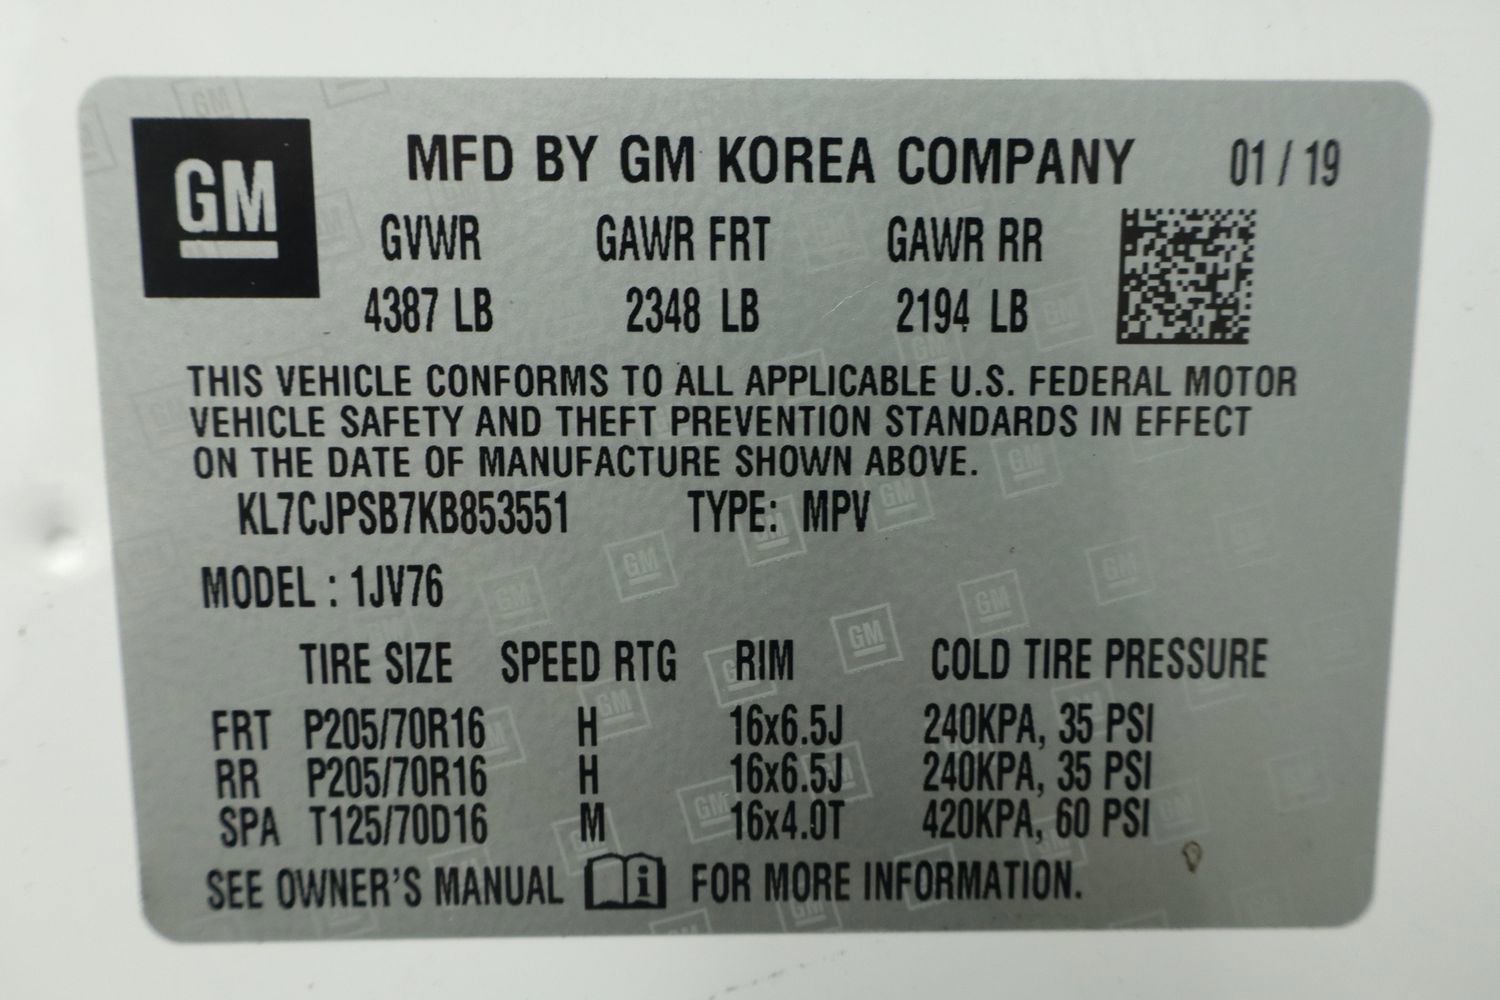 GM
MFD BY GM KOREA COMPANY 01 / 19
GVWR GAWR FRT GAWR RR
4387 LB 2348 LB 2194 LB
THIS VEHICLE CONFORMS TO ALL APPLICABLE U.S. FEDERAL MOTOR
VEHICLE SAFETY AND THEFT PREVENTION STANDARDS IN EFFECT
ON THE DATE OF MANUFACTURE SHOWN ABOVE.
KL7CJPSB7KB853551 TYPE: MPV
MODEL : 1JV76
TIRE SIZE SPEED RTG RIM COLD TIRE PRESSURE
FRT P205/70R16 H 16x6.5J 240KPA, 35 PSI
RR P205/70R16 H 16x6.5J 240KPA, 35 PSI
SPA T125/70D16 M 16x4.0T 420KPA, 60 PSI
SEE OWNER'S MANUAL i FOR MORE INFORMATION.